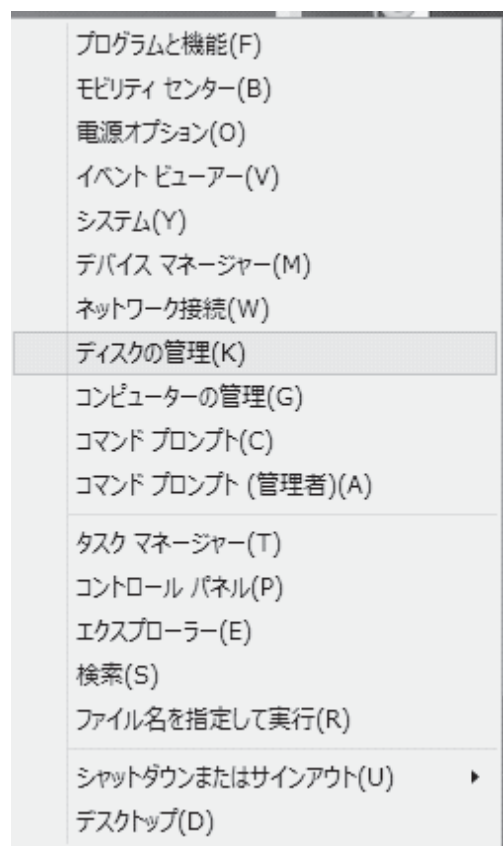 プログラムと機能(F)
モビリティ センター(B)
電源オプション(O)
イベント ビューアー(V)
システム(Y)
デバイス マネージャー(M)
ネットワーク接続(W)
ディスクの管理(K)
コンピューターの管理(G)
コマンド プロンプト(C)
コマンド プロンプト (管理者)(A)
タスク マネージャー(T)
コントロール パネル(P)
エクスプローラー(E)
検索(S)
ファイル名を指定して実行(R)
シャットダウンまたはサインアウト(U)
デスクトップ(D)